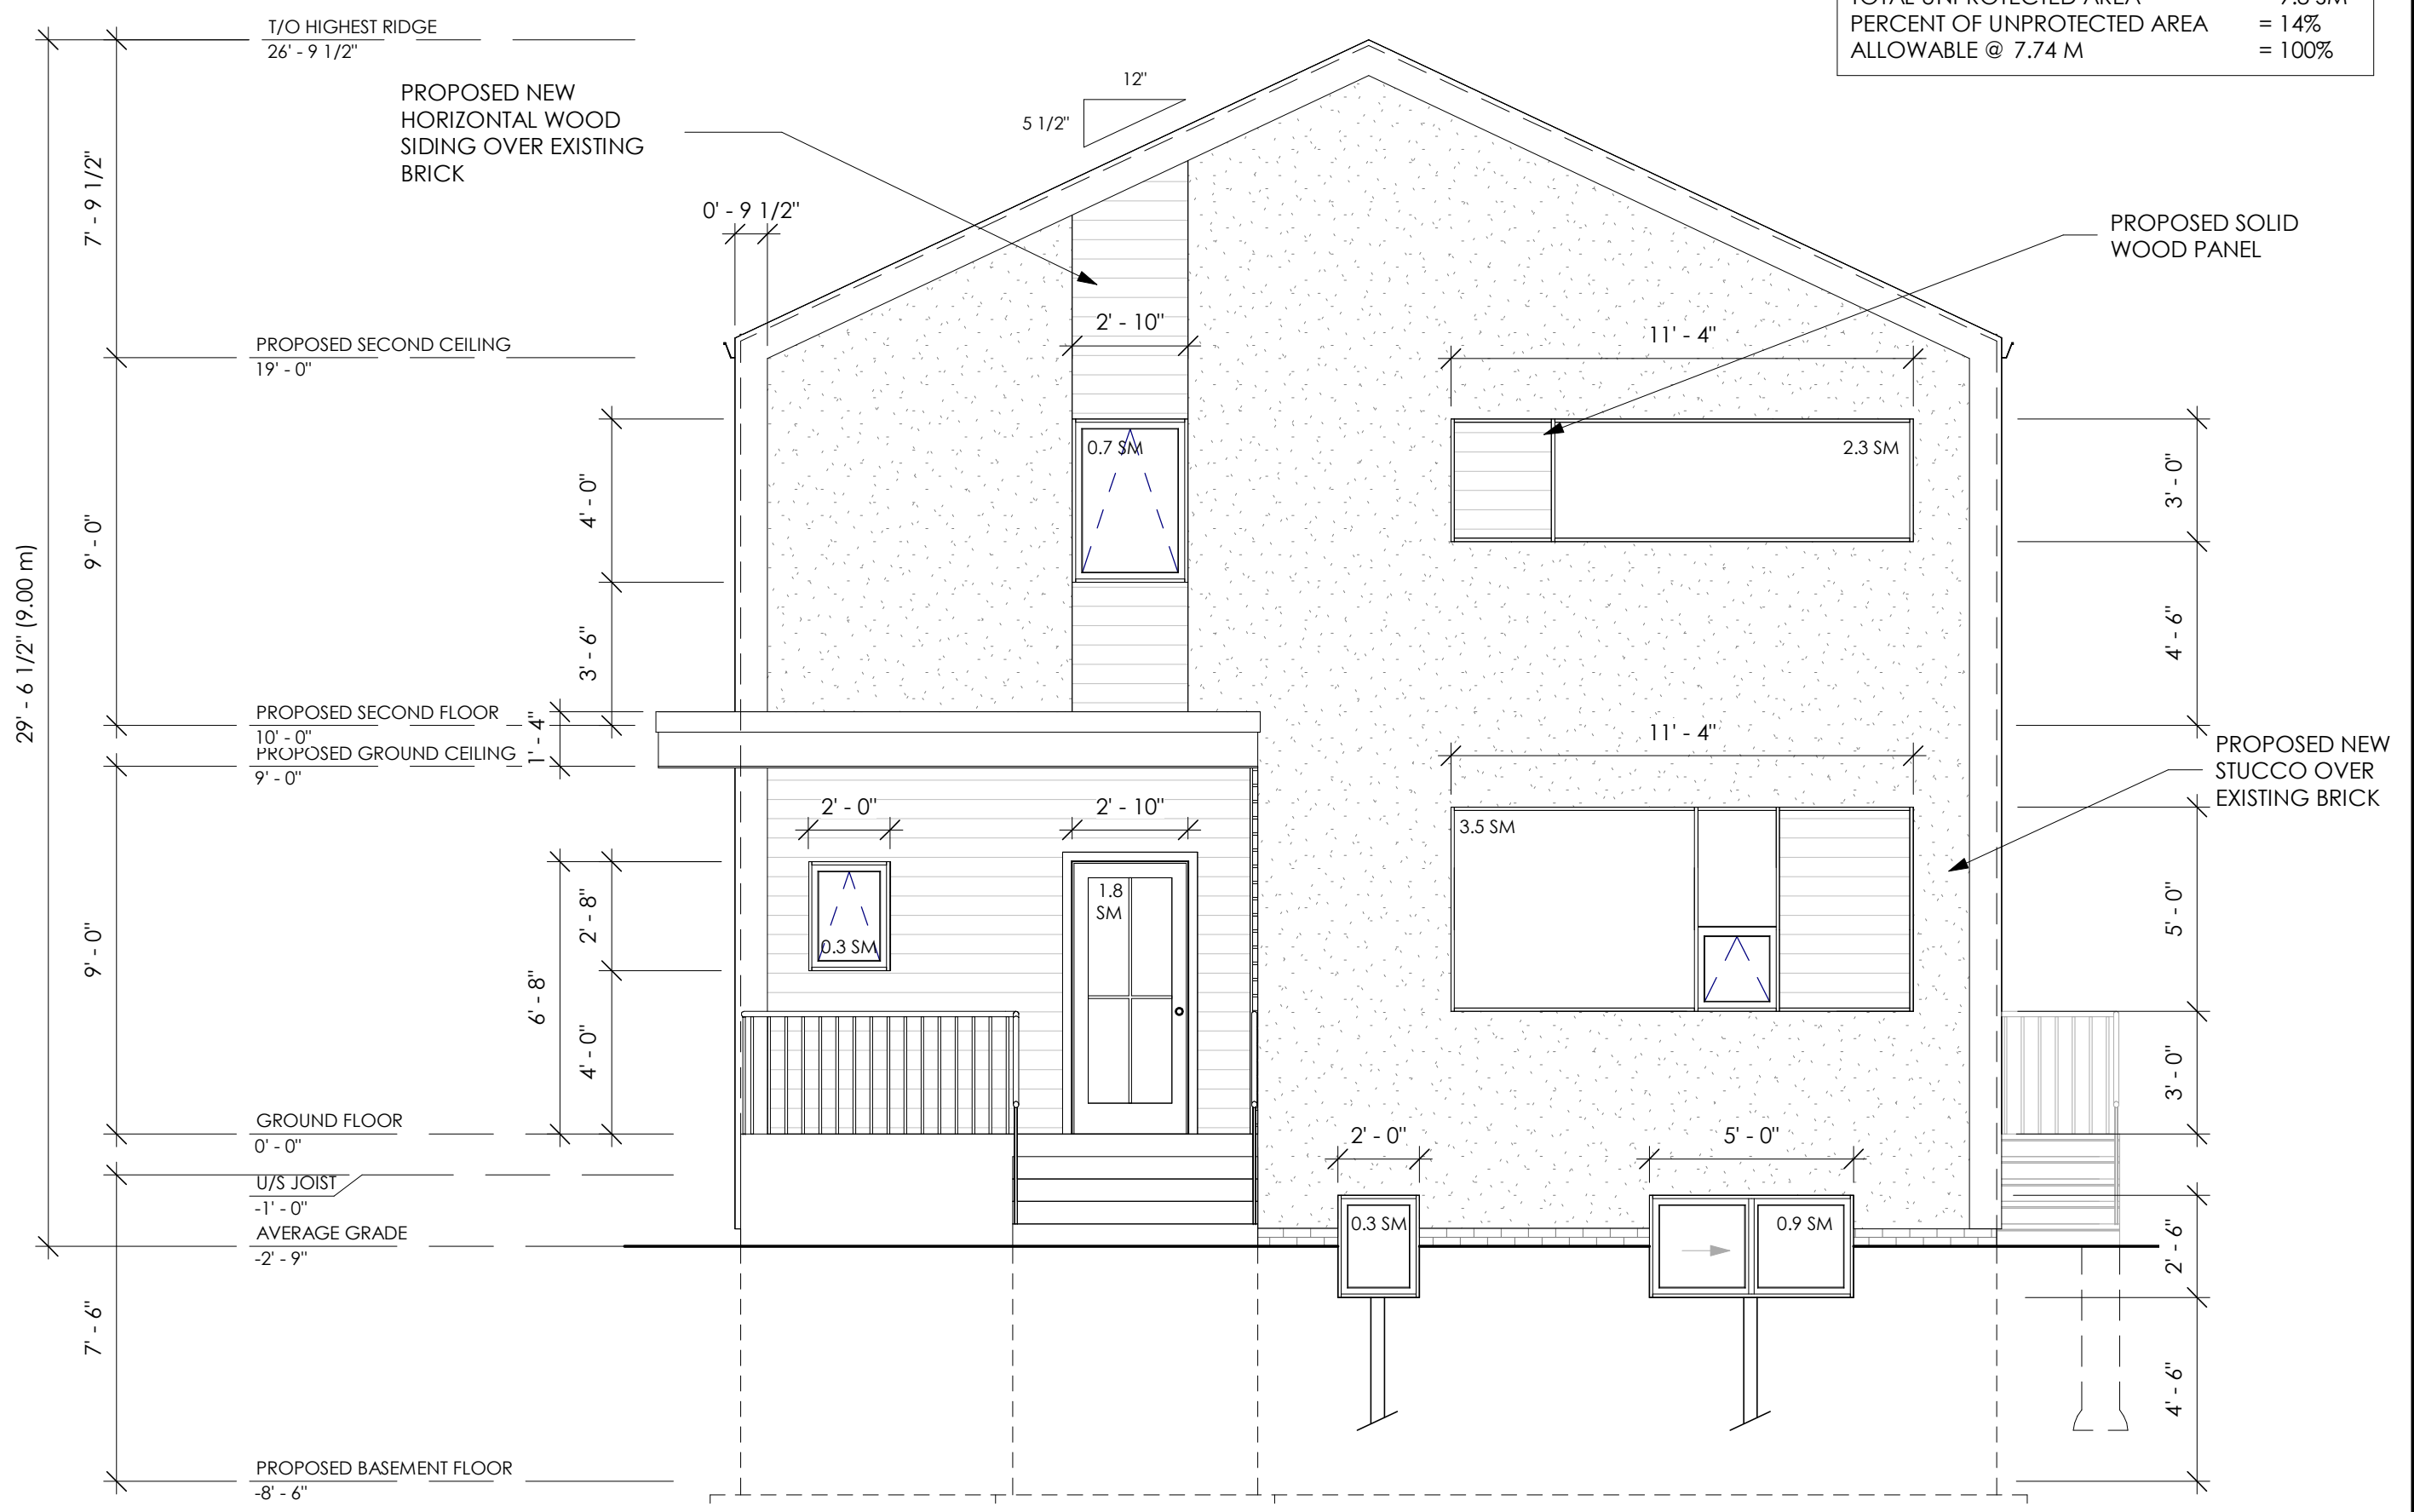 TOTAL UNPROTECTED AREA
PERCENT OF UNPROTECTED AREA = 14%
ALLOWABLE @ 7.74 M = 100%
T/O HIGHEST RIDGE
26' - 9 1/2"
PROPOSED NEW
HORIZONTAL WOOD
SIDING OVER EXISTING
BRICK
12"
5 1/2"
7' - 9 1/2"
0' - 9 1/2"
PROPOSED SOLID
WOOD PANEL
2' - 10"
11' - 4"
PROPOSED SECOND CEILING
19' - 0"
0.7 SM
2.3 SM
4' - 0"
3' - 0"
9' - 0"
29' - 6 1/2" (9.00 m)
3' - 6"
4' - 6"
PROPOSED SECOND FLOOR
10' - 0"
1' - 4"
PROPOSED GROUND CEILING
9' - 0"
11' - 4"
PROPOSED NEW
STUCCO OVER
EXISTING BRICK
2' - 0"
2' - 10"
3.5 SM
1.8
SM
0.3 SM
2' - 8"
5' - 0"
9' - 0"
6' - 8"
4' - 0"
3' - 0"
GROUND FLOOR
0' - 0"
2' - 0"
5' - 0"
U/S JOIST
-1' - 0"
AVERAGE GRADE
-2' - 9"
0.3 SM
0.9 SM
2' - 6"
7' - 6"
4' - 6"
PROPOSED BASEMENT FLOOR
-8' - 6"